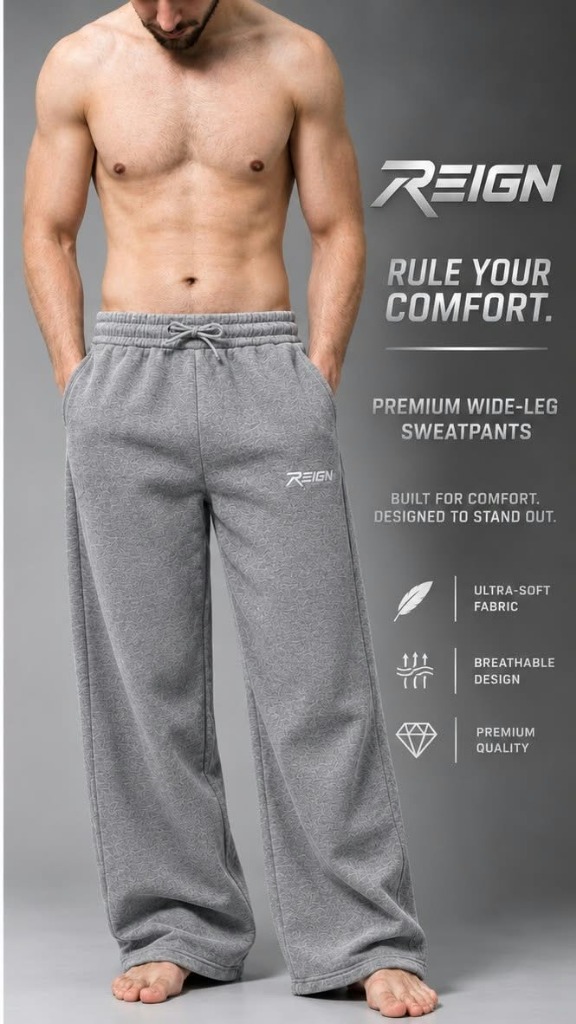 REIGN
RULE YOUR
COMFORT.
PREMIUM WIDE-LEG
SWEATPANTS
REIGN
BUILT FOR COMFORT.
DESIGNED TO STAND OUT.
ULTRA-SOFT
FABRIC
BREATHABLE
DESIGN
PREMIUM
QUALITY